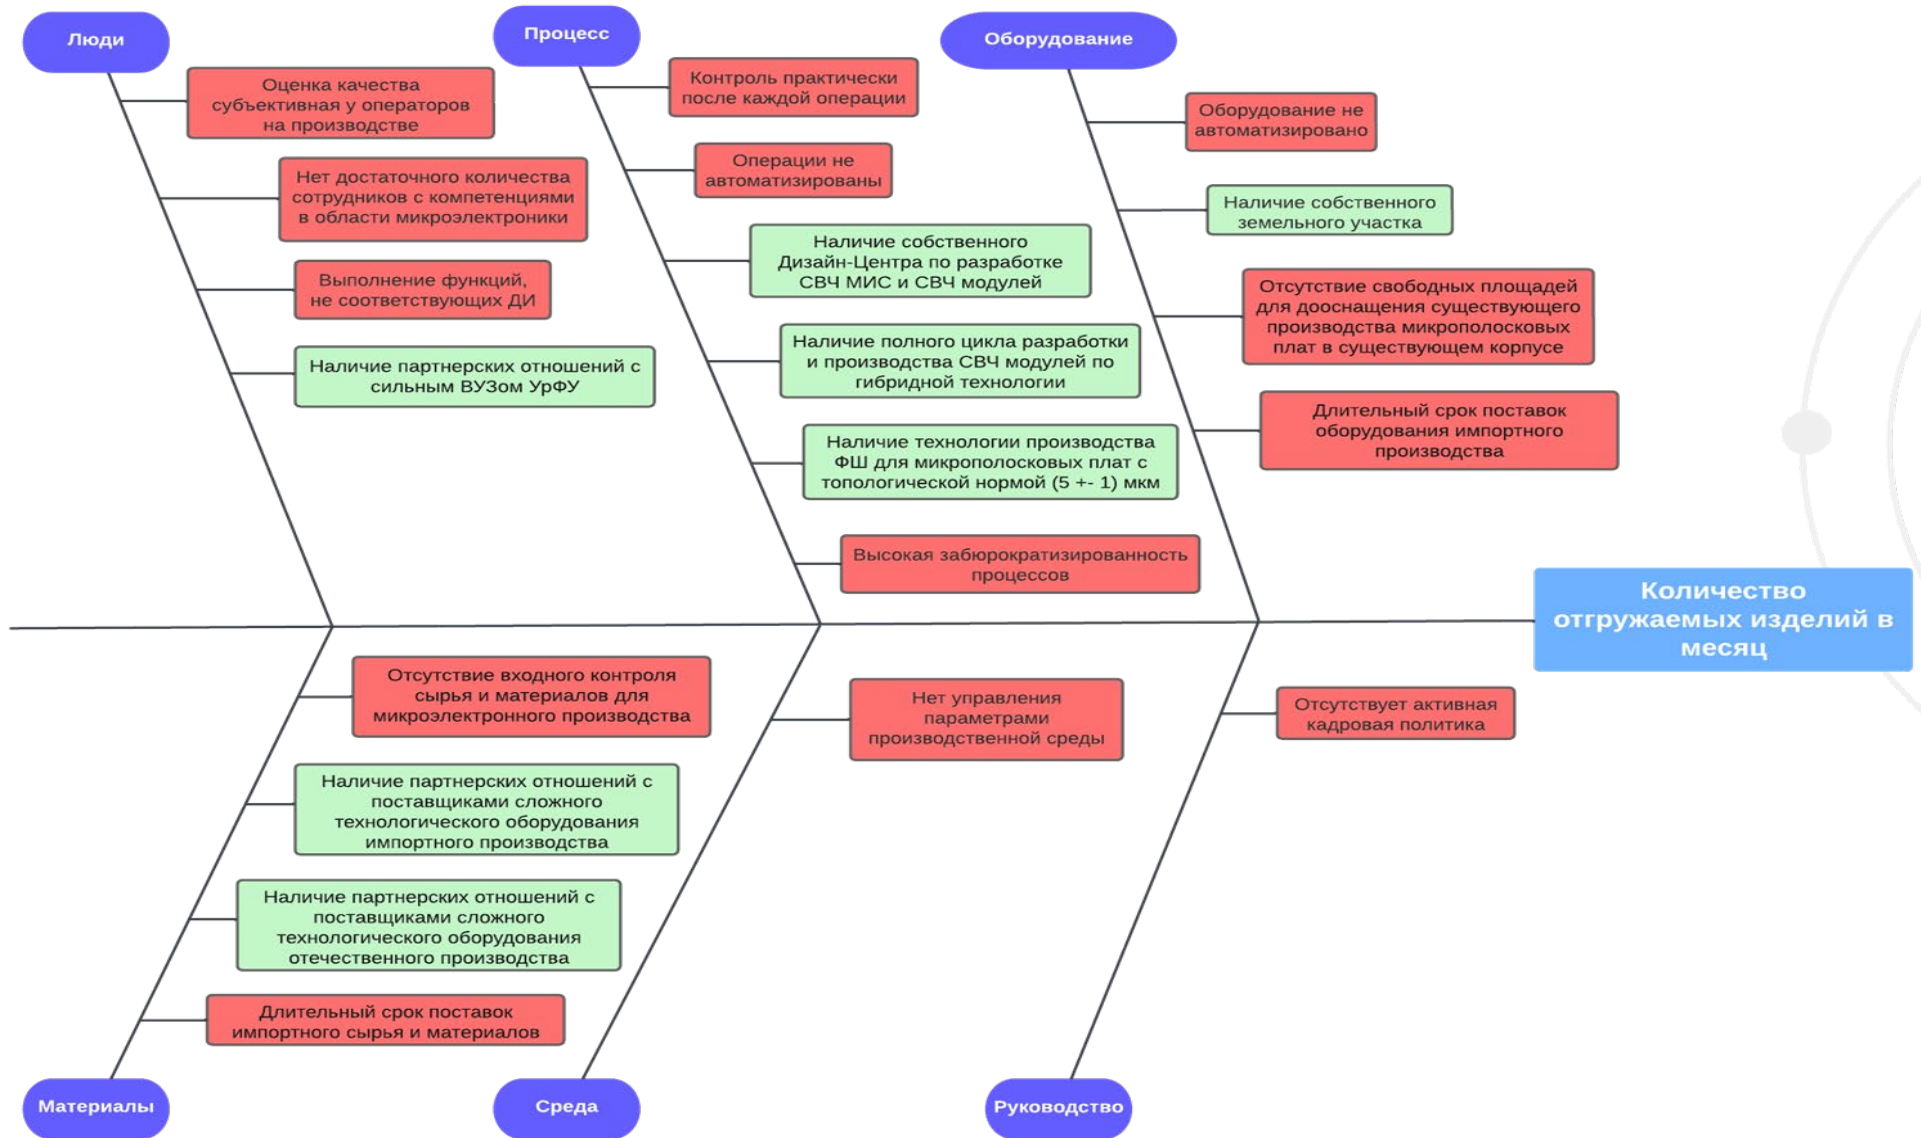 Люди
Оценка качества
субъективная у операторов
на производстве
Нет достаточного количества
сотрудников с компетенциями
в области микроэлектроники
Выполнение функций,
не соответствующих ДИ
Наличие партнерских отношений с
сильным ВУЗом УрФУ
Процесс
Контроль практически
после каждой операции
Операции не
автоматизированы
Наличие собственного
Дизайн-Центра по разработке
СВЧ МИС и СВЧ модулей
Наличие полного цикла разработки
и производства СВЧ модулей по
гибридной технологии
Наличие технологии производства
ФШ для микрополосковых плат с
топологической нормой (5 +- 1) мкм
Высокая забюрократизированность
процессов
Оборудование
Оборудование не
автоматизировано
Наличие собственного
земельного участка
Отсутствие свободных площадей
для дооснащения существующего
производства микрополосковых
плат в существующем корпусе
Длительный срок поставок
оборудования импортного
производства
Количество
отгружаемых изделий в
месяц
Отсутствие входного контроля
сырья и материалов для
микроэлектронного производства
Наличие партнерских отношений с
поставщиками сложного
технологического оборудования
импортного производства
Наличие партнерских отношений с
поставщиками сложного
технологического оборудования
отечественного производства
Длительный срок поставок
импортного сырья и материалов
Материалы
Нет управления
параметрами
производственной среды
Среда
Отсутствует активная
кадровая политика
Руководство